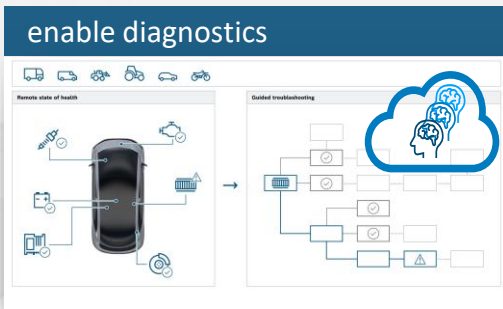 enable diagnostics
Remote state of health
Guided troubleshooting